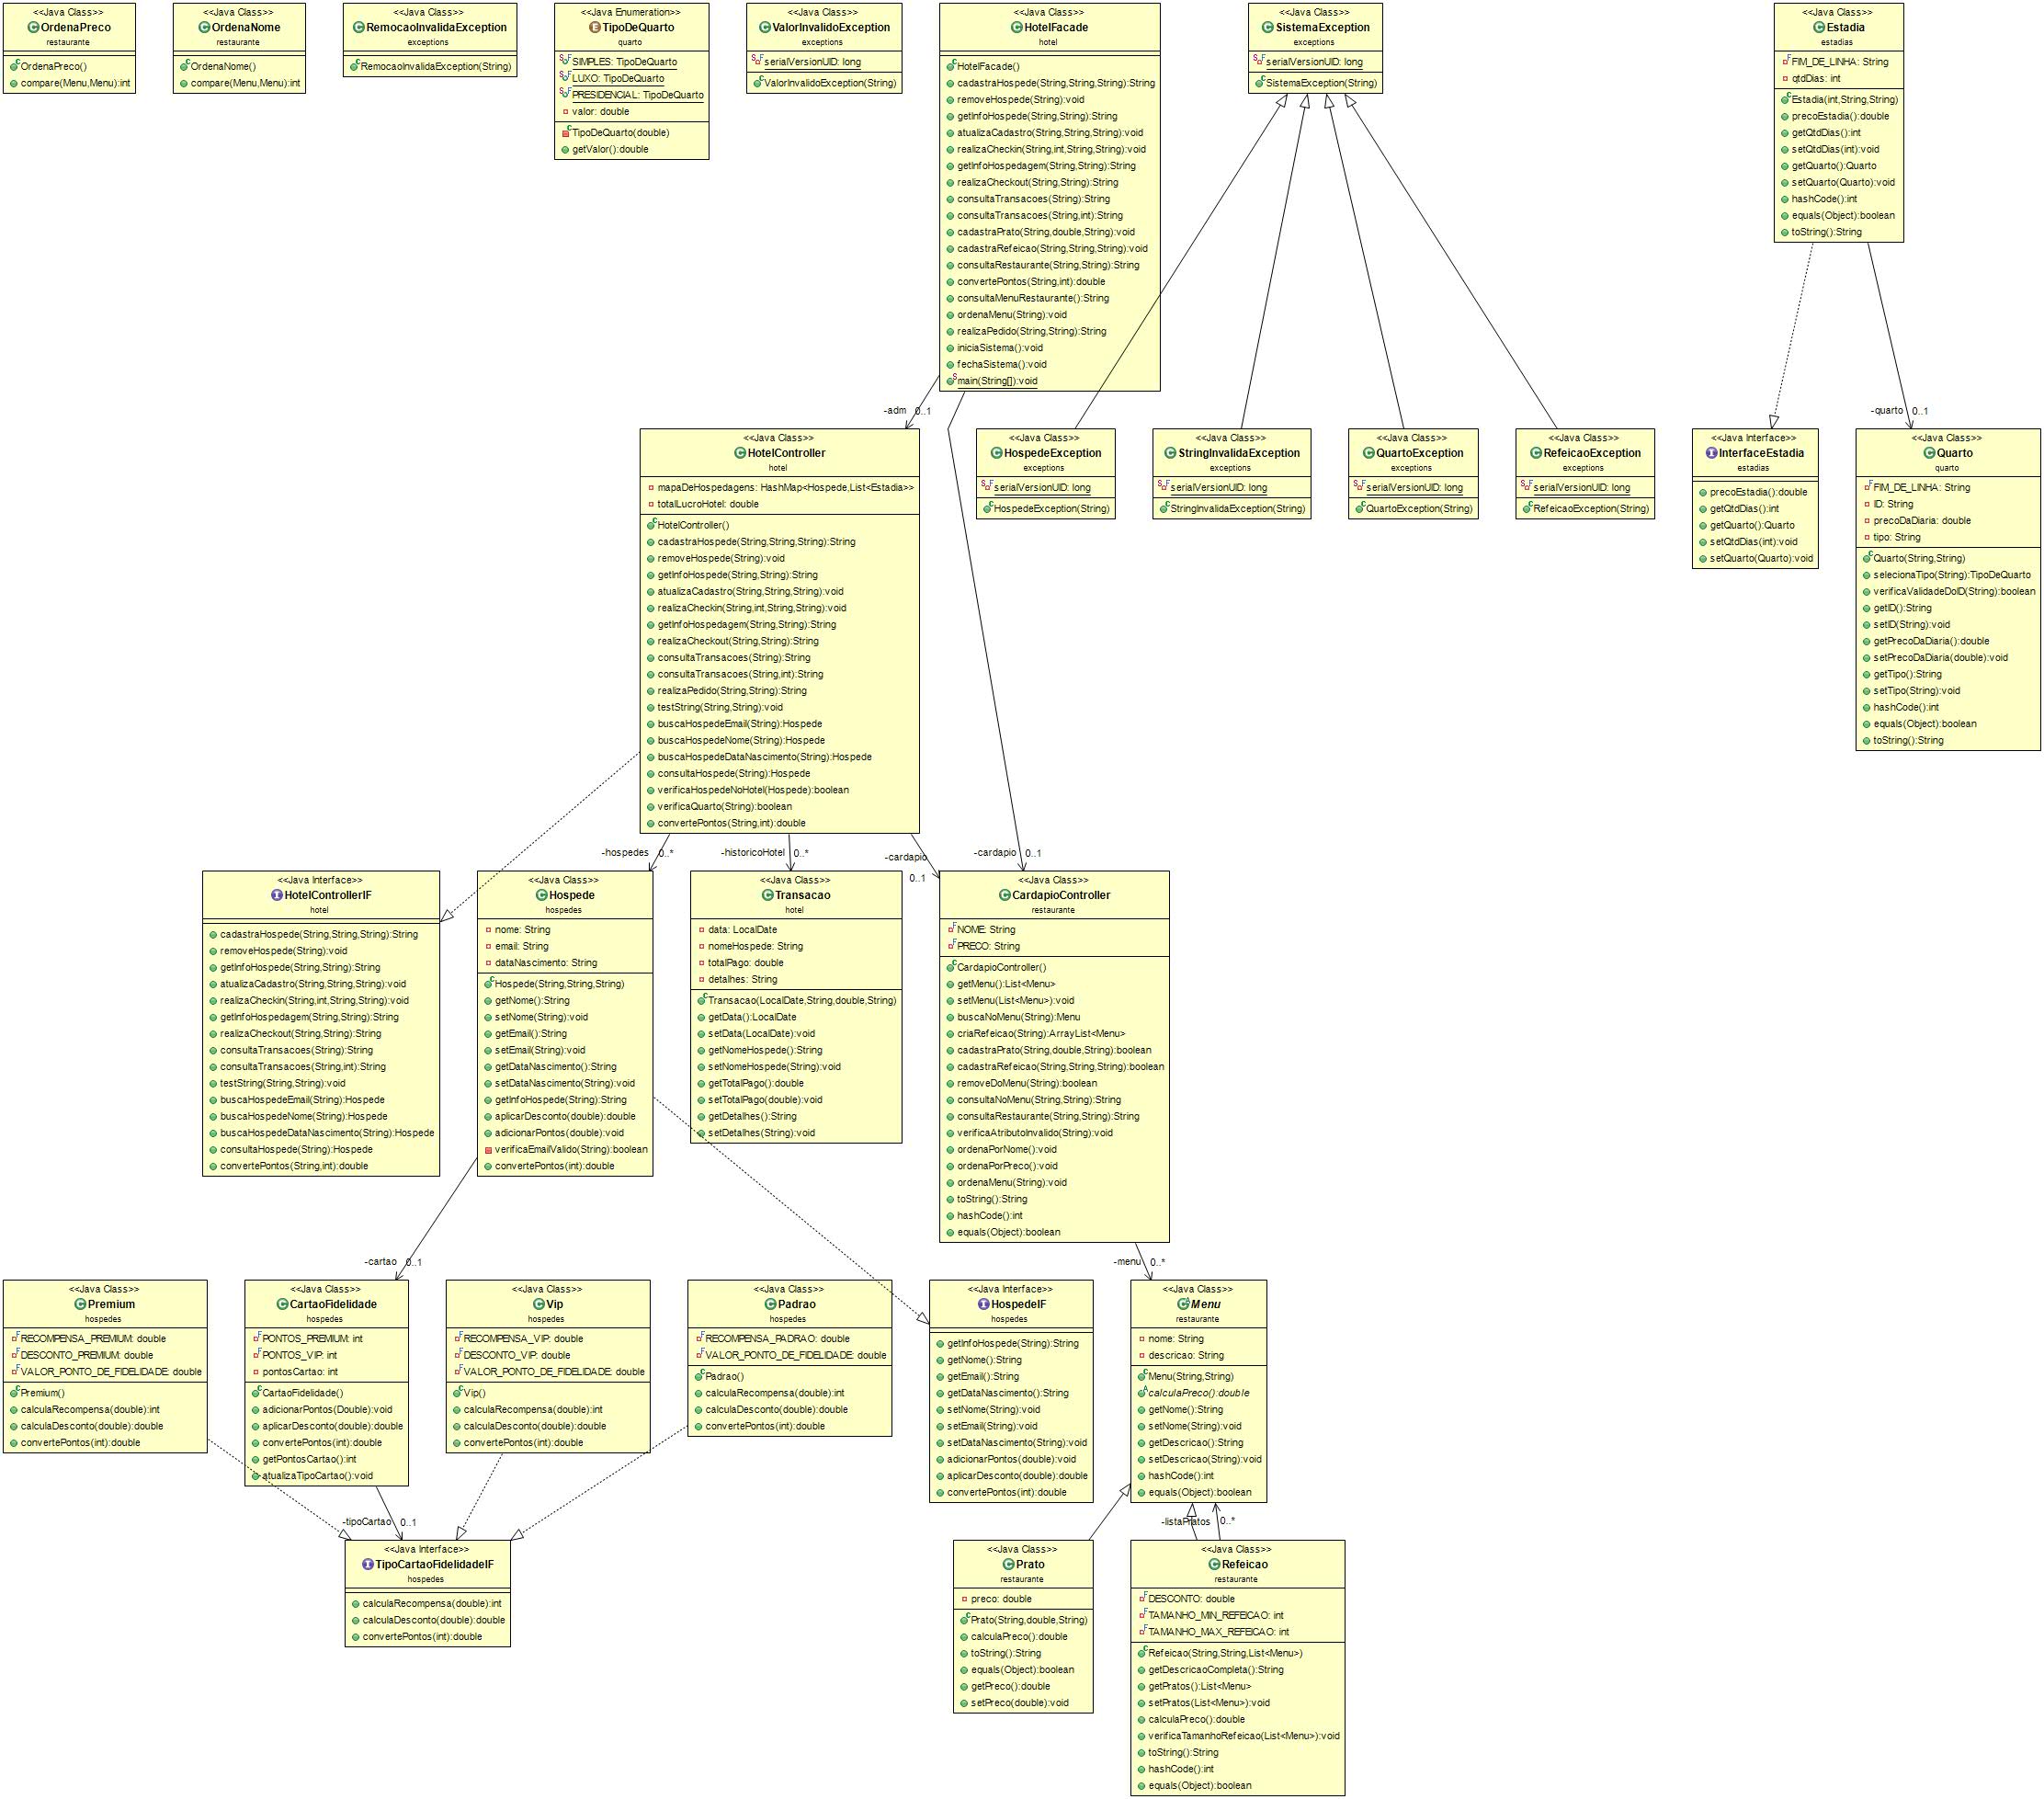 <<Java Class>>
OrdenaPreco
restaurante
OrdenaPreco()
compare(Menu,Menu):int
<<Java Class>>
OrdenaNome
restaurante
OrdenaNome()
compare(Menu,Menu):int
<<Java Class>>
RemocaoInvalidaException
exceptions
RemocaoInvalidaException(String)
<<Java Enumeration>>
TipoDeQuarto
quarto
SIMPLES: TipoDeQuarto
LUXO: TipoDeQuarto
PRESIDENCIAL: TipoDeQuarto
valor: double
TipoDeQuarto(double)
getValor():double
<<Java Class>>
ValorInvalidoException
exceptions
serialVersionUID: long
ValorInvalidoException(String)
<<Java Class>>
HotelFacade
hotel
HotelFacade()
cadastraHospede(String,String,String):String
removeHospede(String):void
getInfoHospede(String,String):String
atualizaCadastro(String,String,String):void
realizaCheckin(String,int,String,String):void
getInfoHospedagem(String,String):String
realizaCheckout(String,String):String
consultaTransacoes(String):String
consultaTransacoes(String,int):String
cadastraPrato(String,double,String):void
cadastraRefeicao(String,String,String):void
consultaRestaurante(String,String):String
convertePontos(String,int):double
consultaMenuRestaurante():String
ordenaMenu(String):void
realizaPedido(String,String):String
iniciaSistema():void
fechaSistema():void
main(String[]):void
<<Java Class>>
SistemaException
exceptions
serialVersionUID: long
SistemaException(String)
<<Java Class>>
Estadia
estadias
FIM_DE_LINHA: String
qtdDias: int
Estadia(int,String,String)
precoEstadia():double
getQtdDias():int
setQtdDias(int):void
getQuarto():Quarto
setQuarto(Quarto):void
hashCode():int
equals(Object):boolean
toString():String
-adm 0..1
-quarto 0..1
<<Java Class>>
HotelController
hotel
mapaDeHospedagens: HashMap<Hospede,List<Estadia>>
totalLucroHotel: double
HotelController()
cadastraHospede(String,String,String):String
removeHospede(String):void
getInfoHospede(String,String):String
atualizaCadastro(String,String,String):void
realizaCheckin(String,int,String,String):void
getInfoHospedagem(String,String):String
realizaCheckout(String,String):String
consultaTransacoes(String):String
consultaTransacoes(String,int):String
realizaPedido(String,String):String
testString(String,String):void
buscaHospedeEmail(String):Hospede
buscaHospedeNome(String):Hospede
buscaHospedeDataNascimento(String):Hospede
consultaHospede(String):Hospede
verificaHospedeNoHotel(Hospede):boolean
verificaQuarto(String):boolean
convertePontos(String,int):double
<<Java Class>>
HospedeException
exceptions
serialVersionUID: long
HospedeException(String)
<<Java Class>>
StringInvalidaException
exceptions
serialVersionUID: long
StringInvalidaException(String)
<<Java Class>>
QuartoException
exceptions
serialVersionUID: long
QuartoException(String)
<<Java Class>>
RefeicaoException
exceptions
serialVersionUID: long
RefeicaoException(String)
<<Java Interface>>
InterfaceEstadia
estadias
precoEstadia():double
getQtdDias():int
getQuarto():Quarto
setQtdDias(int):void
setQuarto(Quarto):void
<<Java Class>>
Quarto
quarto
FIM_DE_LINHA: String
ID: String
precoDaDiaria: double
tipo: String
Quarto(String,String)
selecionaTipo(String):TipoDeQuarto
verificaValidadeDoID(String):boolean
getID():String
setID(String):void
getPrecoDaDiaria():double
setPrecoDaDiaria(double):void
getTipo():String
setTipo(String):void
hashCode():int
equals(Object):boolean
toString():String
-hospedes 0..*
-historicoHotel 0..*
-cardapio
0..1
-cardapio 0..1
<<Java Interface>>
HotelControllerIF
hotel
cadastraHospede(String,String,String):String
removeHospede(String):void
getInfoHospede(String,String):String
atualizaCadastro(String,String,String):void
realizaCheckin(String,int,String,String):void
getInfoHospedagem(String,String):String
realizaCheckout(String,String):String
consultaTransacoes(String):String
consultaTransacoes(String,int):String
testString(String,String):void
buscaHospedeEmail(String):Hospede
buscaHospedeNome(String):Hospede
buscaHospedeDataNascimento(String):Hospede
consultaHospede(String):Hospede
convertePontos(String,int):double
<<Java Class>>
Hospede
hospedes
nome: String
email: String
dataNascimento: String
Hospede(String,String,String)
getNome():String
setNome(String):void
getEmail():String
setEmail(String):void
getDataNascimento():String
setDataNascimento(String):void
getInfoHospede(String):String
aplicarDesconto(double):double
adicionarPontos(double):void
verificaEmailValido(String):boolean
convertePontos(int):double
<<Java Class>>
Transacao
hotel
data: LocalDate
nomeHospede: String
totalPago: double
detalhes: String
Transacao(LocalDate,String,double,String)
getData():LocalDate
setData(LocalDate):void
getNomeHospede():String
setNomeHospede(String):void
getTotalPago():double
setTotalPago(double):void
getDetalhes():String
setDetalhes(String):void
<<Java Class>>
CardapioController
restaurante
NOME: String
PRECO: String
CardapioController()
getMenu():List<Menu>
setMenu(List<Menu>):void
buscaNoMenu(String):Menu
criaRefeicao(String):ArrayList<Menu>
cadastraPrato(String,double,String):boolean
cadastraRefeicao(String,String,String):boolean
removeDoMenu(String):boolean
consultaNoMenu(String,String):String
consultaRestaurante(String,String):String
verificaAtributoInvalido(String):void
ordenaPorNome():void
ordenaPorPreco():void
ordenaMenu(String):void
toString():String
hashCode():int
equals(Object):boolean
-cartao 0..1
-menu 0..*
<<Java Class>>
Premium
hospedes
RECOMPENSA_PREMIUM: double
DESCONTO_PREMIUM: double
VALOR_PONTO_DE_FIDELIDADE: double
Premium()
calculaRecompensa(double):int
calculaDesconto(double):double
convertePontos(int):double
<<Java Class>>
CartaoFidelidade
hospedes
PONTOS_PREMIUM: int
PONTOS_VIP: int
pontosCartao: int
CartaoFidelidade()
adicionarPontos(Double):void
aplicarDesconto(double):double
convertePontos(int):double
getPontosCartao():int
atualizaTipoCartao():void
<<Java Class>>
Vip
hospedes
RECOMPENSA_VIP: double
DESCONTO_VIP: double
VALOR_PONTO_DE_FIDELIDADE: double
Vip()
calculaRecompensa(double):int
calculaDesconto(double):double
convertePontos(int):double
<<Java Class>>
Padrao
hospedes
RECOMPENSA_PADRAO: double
VALOR_PONTO_DE_FIDELIDADE: double
Padrao()
calculaRecompensa(double):int
calculaDesconto(double):double
convertePontos(int):double
<<Java Interface>>
HospedeIF
hospedes
getInfoHospede(String):String
getNome():String
getEmail():String
getDataNascimento():String
setNome(String):void
setEmail(String):void
setDataNascimento(String):void
adicionarPontos(double):void
aplicarDesconto(double):double
convertePontos(int):double
<<Java Class>>
Menu
restaurante
nome: String
descricao: String
Menu(String,String)
calculaPreco():double
getNome():String
setNome(String):void
getDescricao():String
setDescricao(String):void
hashCode():int
equals(Object):boolean
-tipoCartao 0..1
-listaPratos 0..*
<<Java Interface>>
TipoCartaoFidelidadeIF
hospedes
calculaRecompensa(double):int
calculaDesconto(double):double
convertePontos(int):double
<<Java Class>>
Prato
restaurante
preco: double
Prato(String,double,String)
calculaPreco():double
toString():String
equals(Object):boolean
getPreco():double
setPreco(double):void
<<Java Class>>
Refeicao
restaurante
DESCONTO: double
TAMANHO_MIN_REFEICAO: int
TAMANHO_MAX_REFEICAO: int
Refeicao(String,String,List<Menu>)
getDescricaoCompleta():String
getPratos():List<Menu>
setPratos(List<Menu>):void
calculaPreco():double
verificaTamanhoRefeicao(List<Menu>):void
toString():String
hashCode():int
equals(Object):boolean